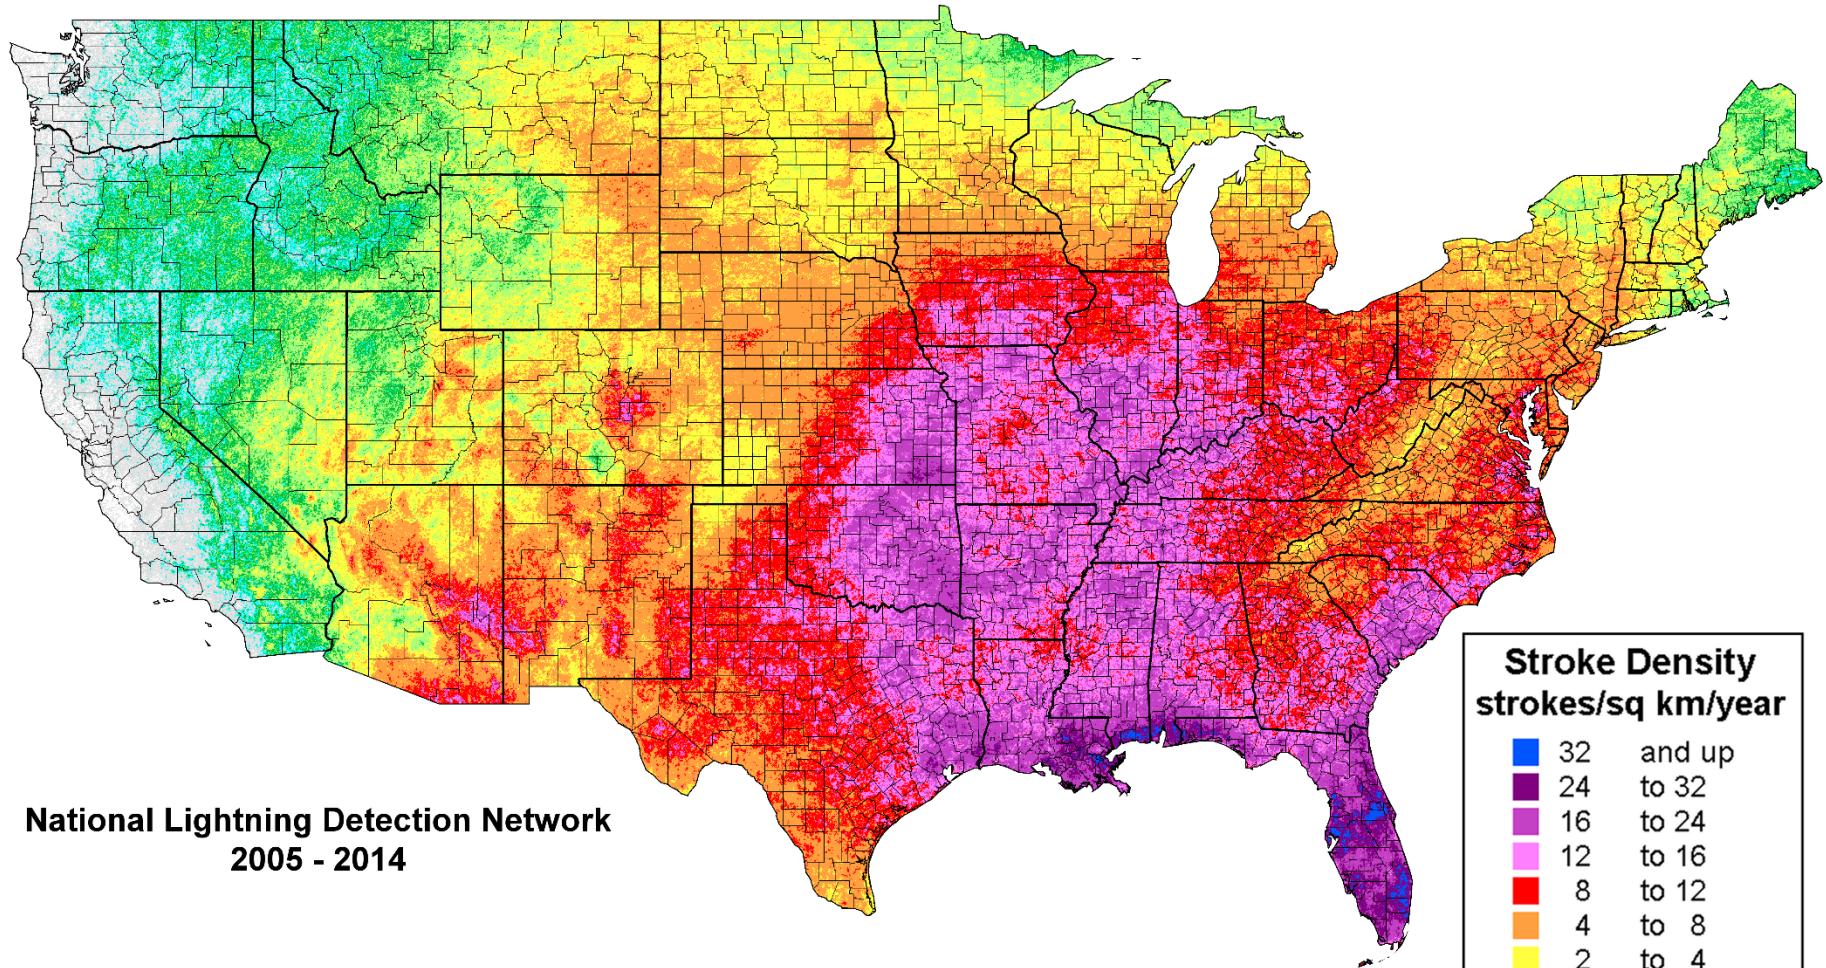 National Lightning Detection Network
2005 - 2014
Stroke Density
strokes/sq km/year
32 and up
24 to 32
16 to 24
12 to 16
8 to 12
4 to 8
2 to 4